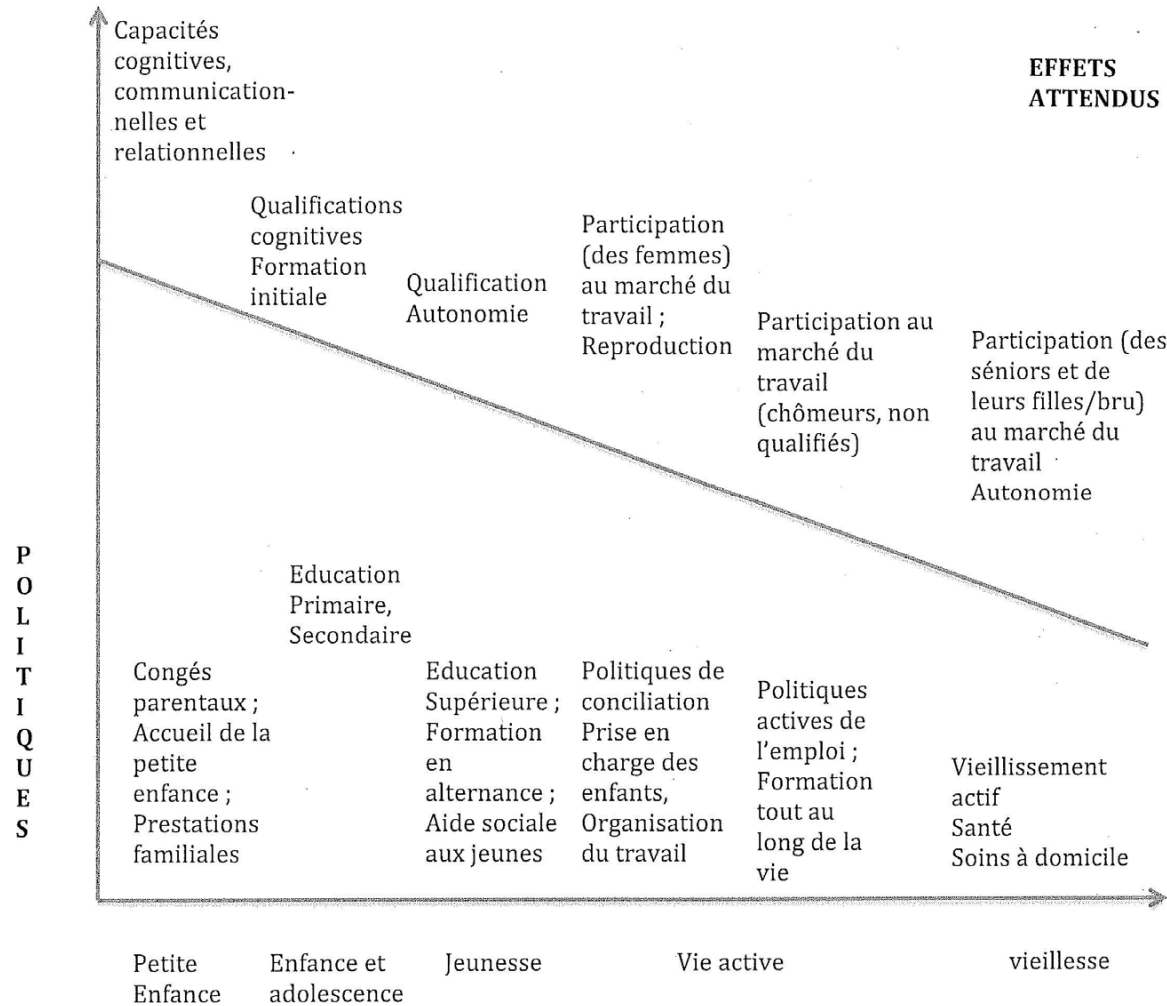 Capacités
cognitives,
communication-
nelles et
relationnelles
EFFETS
ATTENDUS
Qualifications
cognitives
Formation
initiale
Qualification
Autonomie
Participation
(des femmes)
au marché du
travail ;
Reproduction
Participation au
marché du
travail
(chômeurs, non
qualifiés)
Participation (des
séniors et de
leurs filles/bru)
au marché du
travail
Autonomie
POLITIQUES
Education
Primaire,
Secondaire
Congés
parentaux ;
Accueil de la
petite
enfance ;
Prestations
familiales
Education
Supérieure ;
Formation
en
alternance ;
Aide sociale
aux jeunes
Politiques de
conciliation
Prise en
charge des
enfants,
Organisation
du travail
Politiques
actives de
l'emploi ;
Formation
tout au
long de la
vie
Vieillissement
actif
Santé
Soins à domicile
Petite
Enfance
Enfance et
adolescence
Jeunesse
Vie active
vieillesse